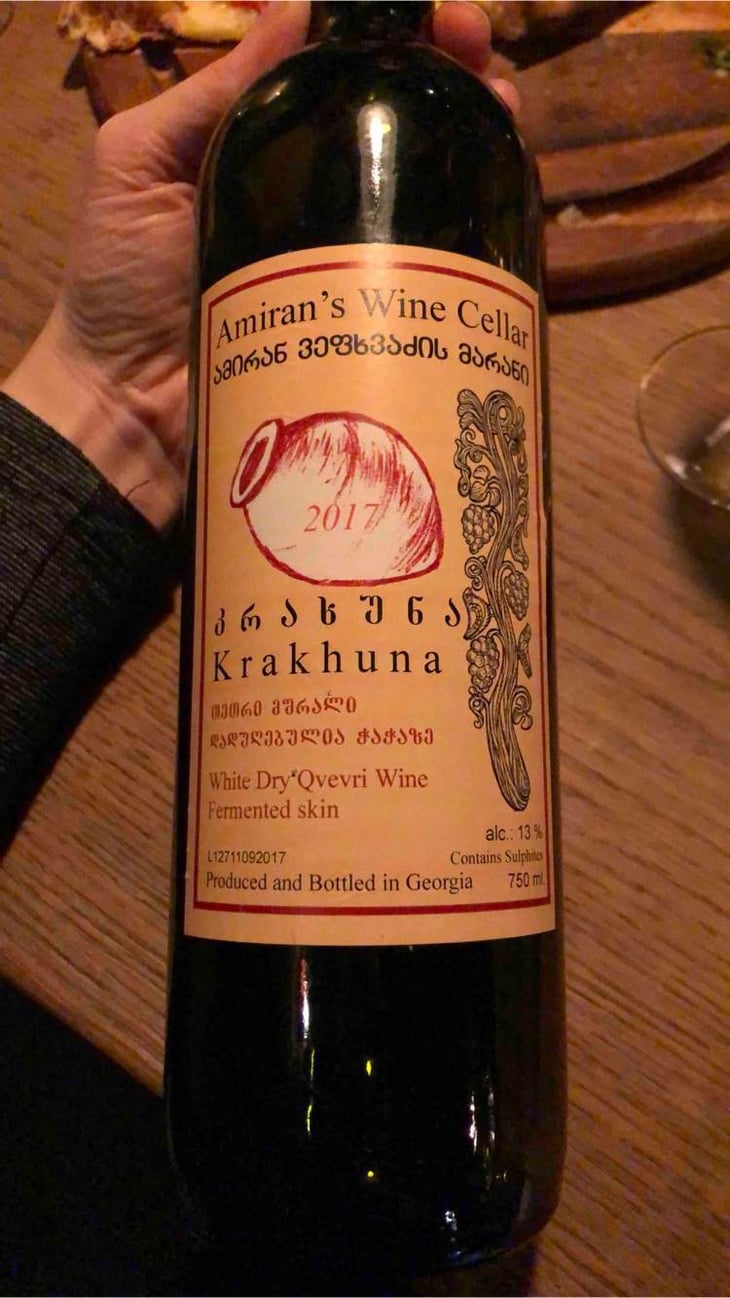 Amiran's Wine Cellar
ამირან ვეფხვაძის მარანი
2017
კრახუნა
Krakhuna
თეთრი მშრალი
დადუღებულია ჭაჭაზე
White Dry Qvevri Wine
Fermented skin
alc.: 13 %
L12711092017
Contains Sulphites
Produced and Bottled in Georgia
750 ml.